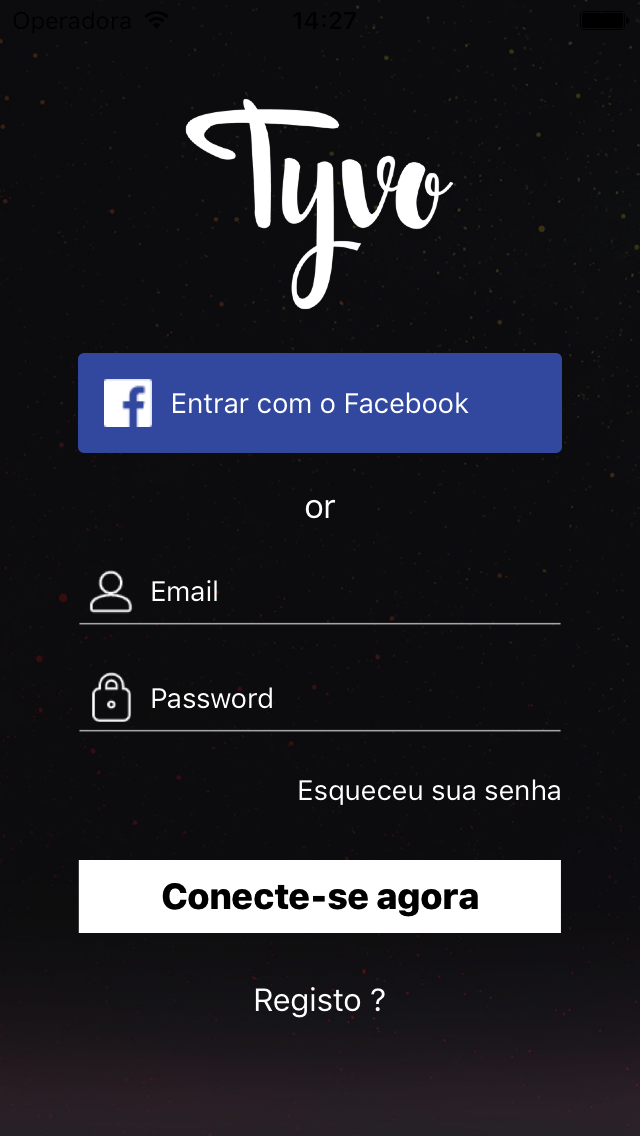 Operadora 14:27
Tyvo
Entrar com o Facebook
or
Email
Password
Esqueceu sua senha
Conecte-se agora
Registo ?